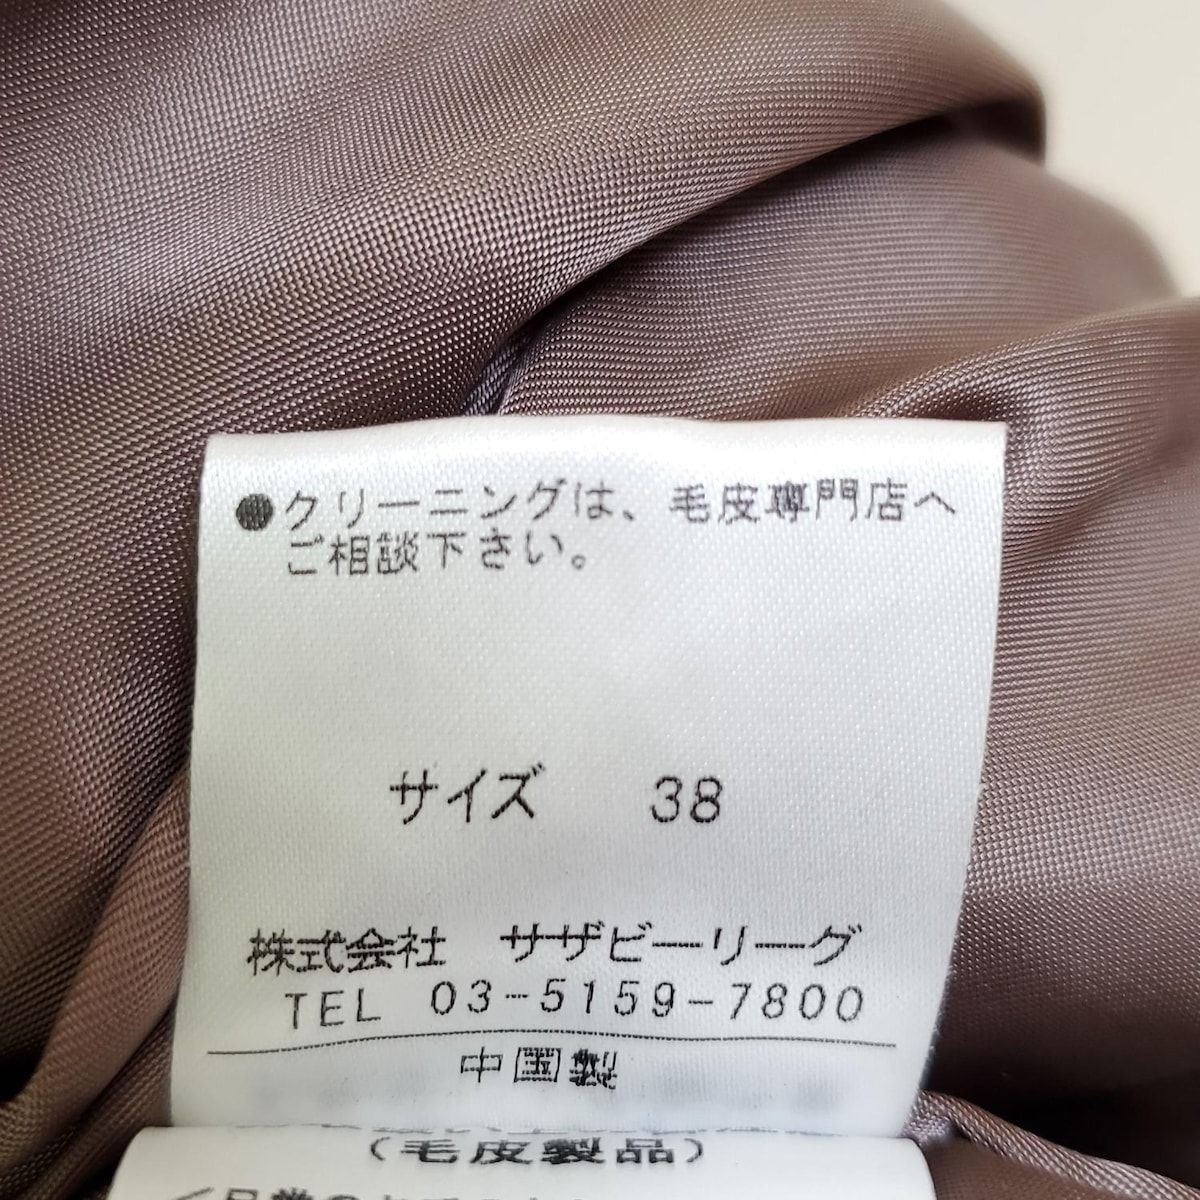 ●クリーニングは、毛皮専門店へ
ご相談下さい。
サイズ 38
株式会社 サザビーリーグ
TEL 03-5159-7800
中国製
(毛皮製品)